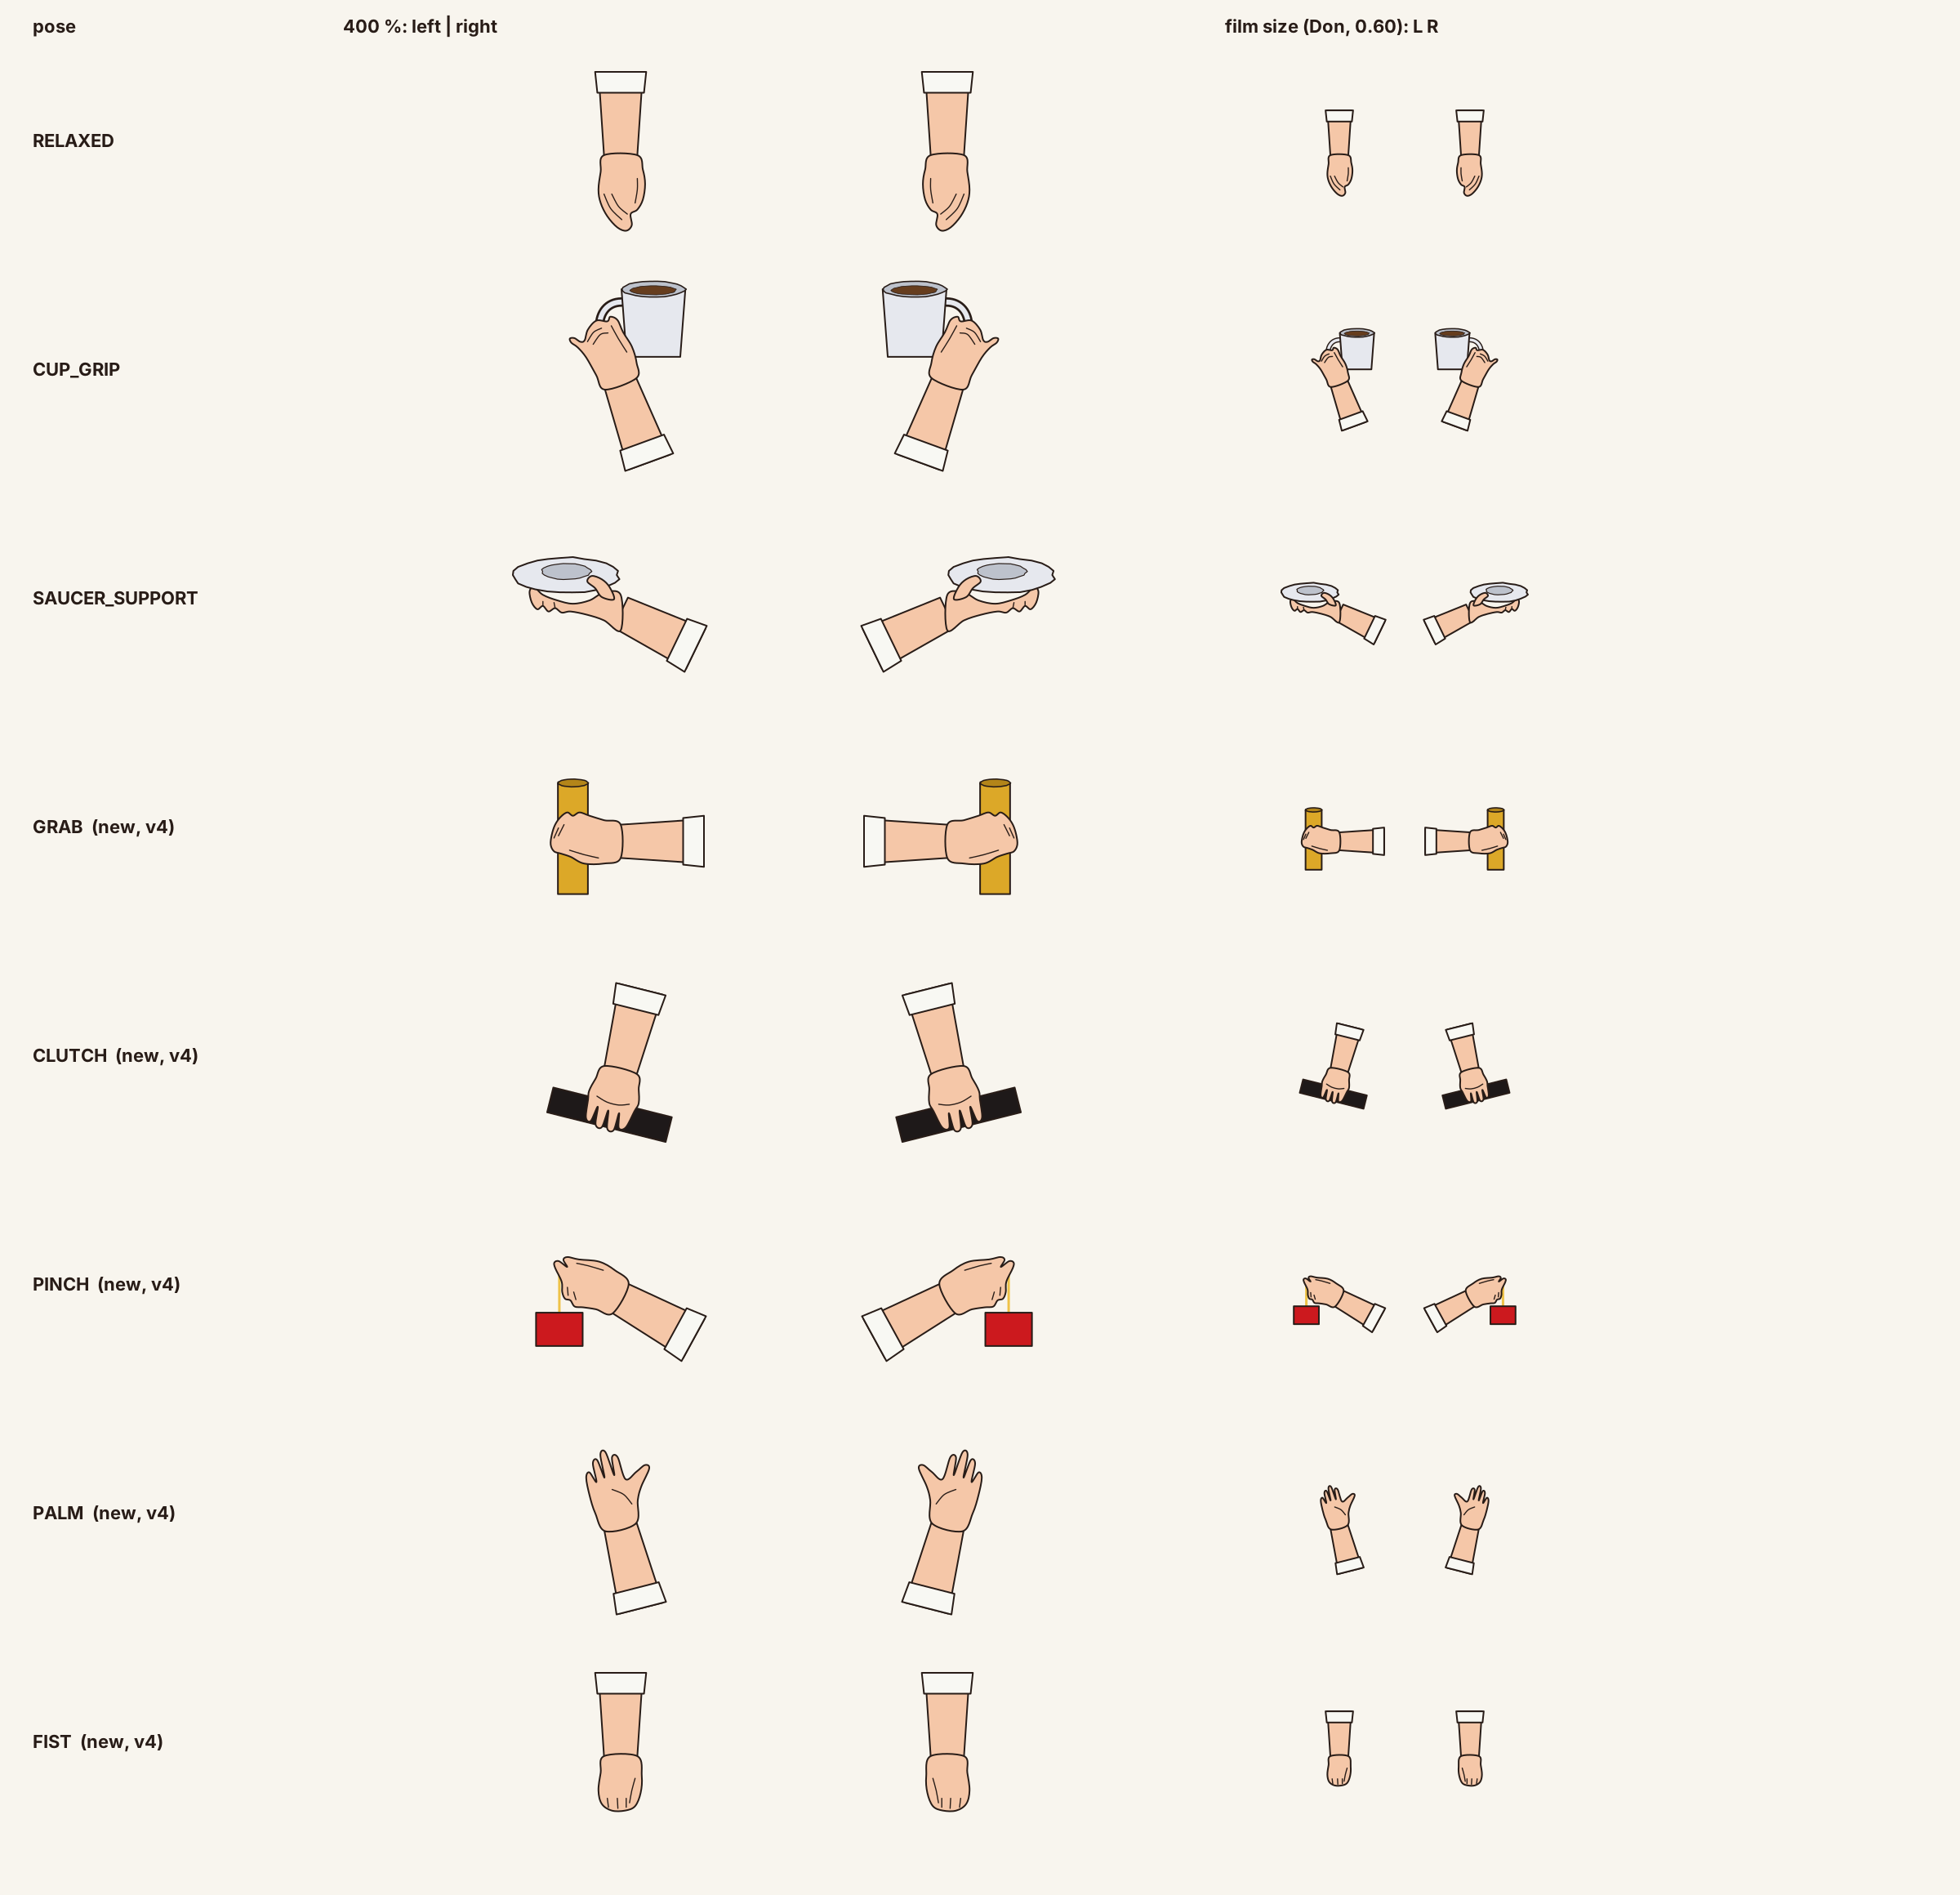 pose 400 %: left | right film size (Don, 0.60): L R
RELAXED
CUP_GRIP
SAUCER_SUPPORT
GRAB (new, v4)
CLUTCH (new, v4)
PINCH (new, v4)
PALM (new, v4)
FIST (new, v4)